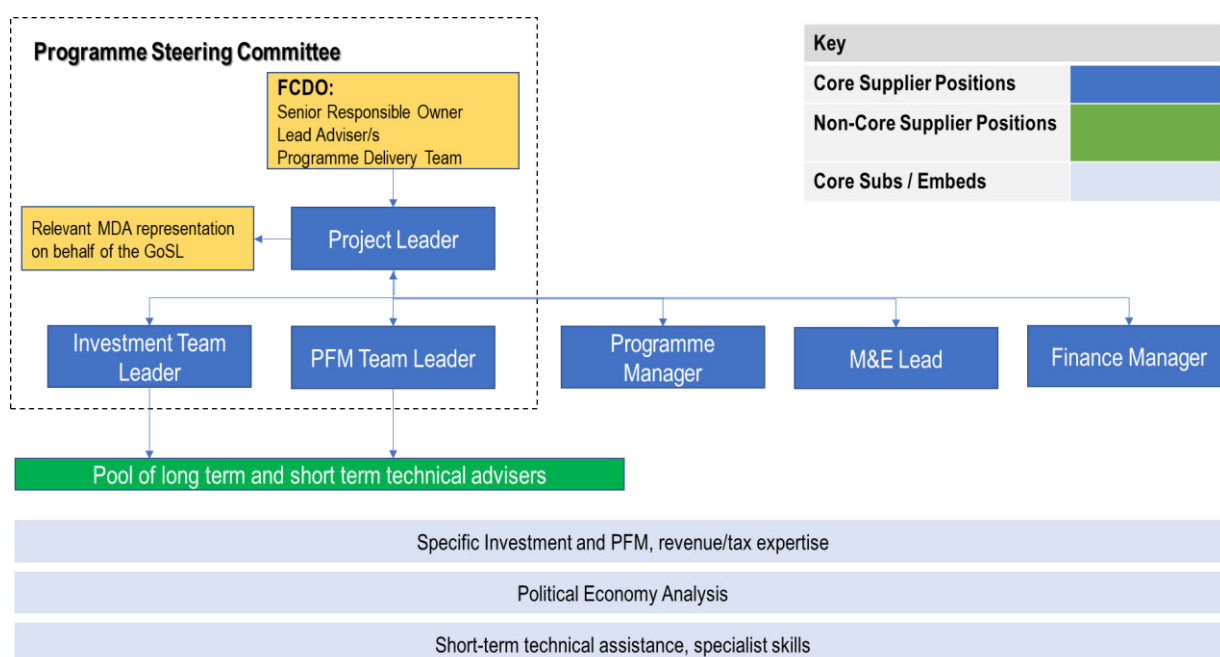 Programme Steering Committee
FCDO:
Senior Responsible Owner
Lead Adviser/s
Programme Delivery Team
Key
Core Supplier Positions
Non-Core Supplier Positions
Core Subs / Embeds
Relevant MDA representation
on behalf of the GoSL
Project Leader
Investment Team
Leader
PFM Team Leader
Programme
Manager
M&E Lead
Finance Manager
Pool of long term and short term technical advisers
Specific Investment and PFM, revenue/tax expertise
Political Economy Analysis
Short-term technical assistance, specialist skills